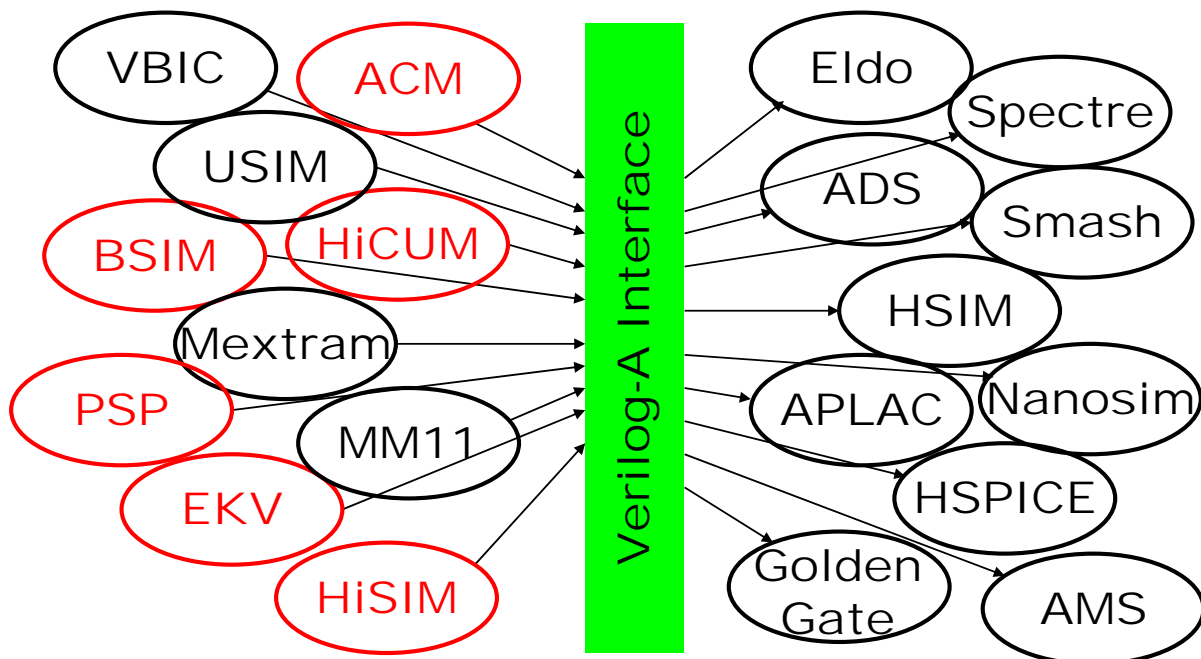 VBIC
ACM
USIM
BSIM
HiCUM
Mextram
PSP
MM11
EKV
HiSIM
Verilog-A Interface
Eldo
Spectre
ADS
Smash
HSIM
Nanosim
APLAC
HSPICE
Golden
Gate
AMS